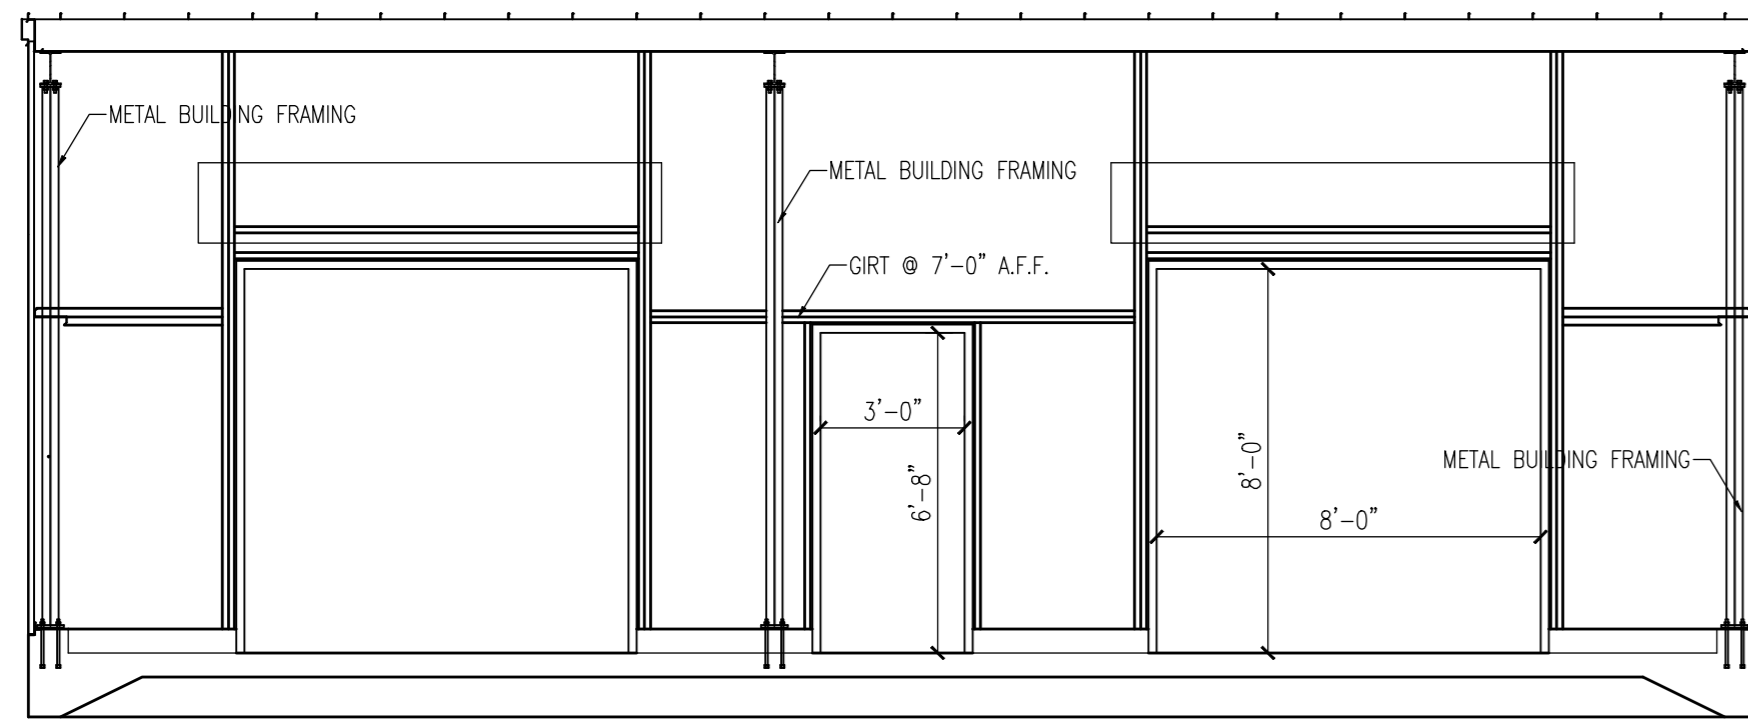 METAL BUILDING FRAMING
METAL BUILDING FRAMING
GIRT @ 7'-0" A.F.F.
3'-0"
6'-8"
8'-0"
METAL BUILDING FRAMING
8'-0"